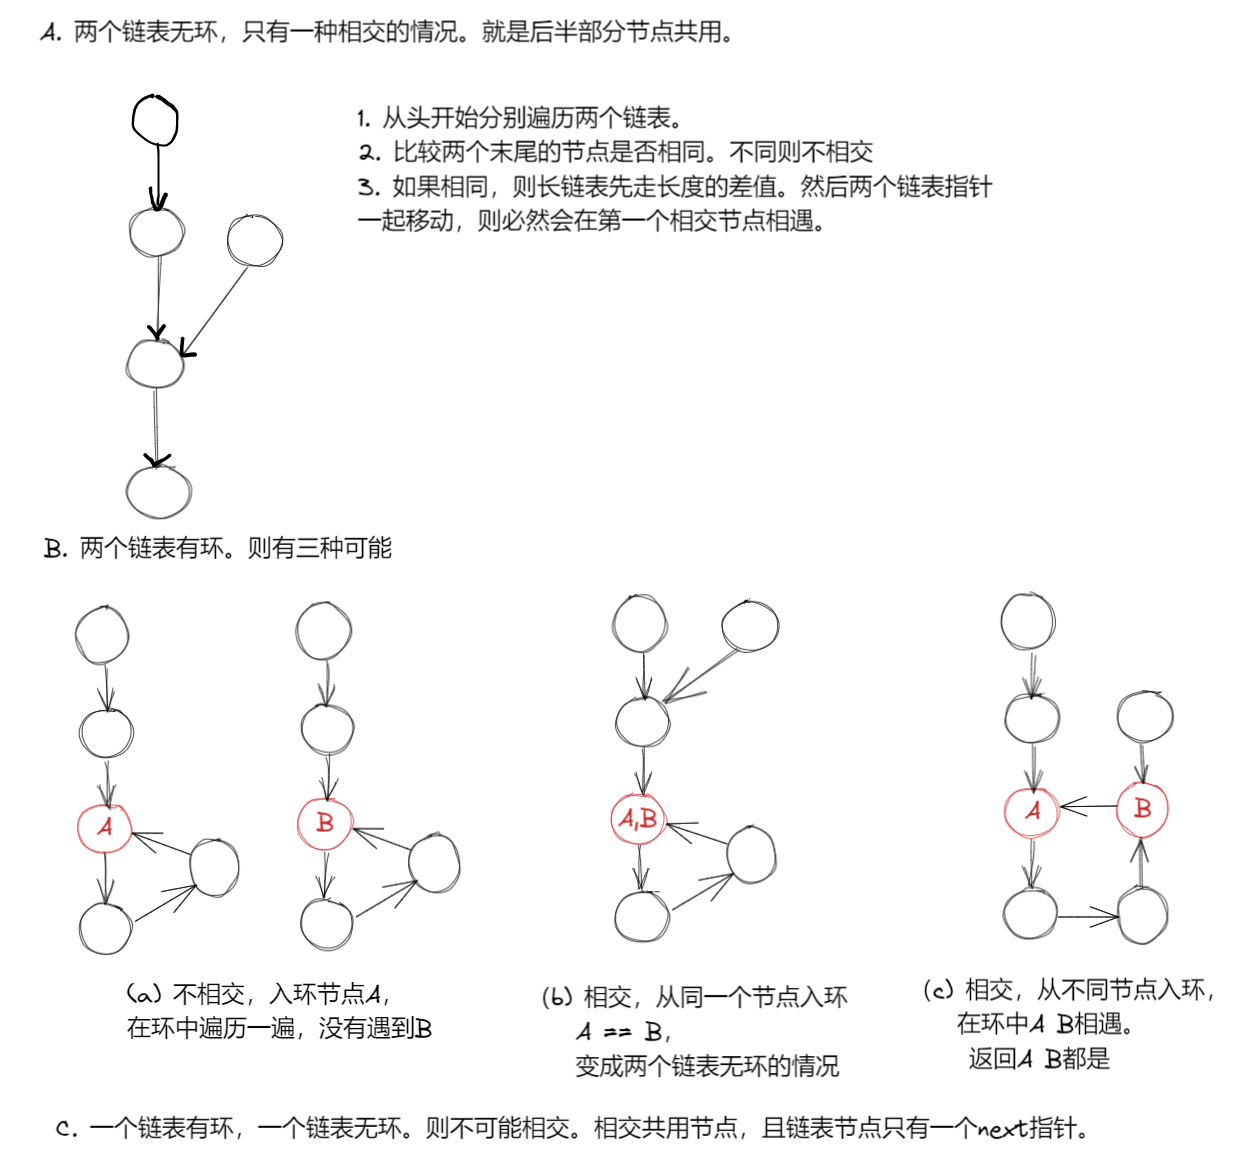 A. 两个链表无环，只有一种相交的情况。就是后半部分节点共用。
1. 从头开始分别遍历两个链表。
2. 比较两个末尾的节点是否相同。不同则不相交
3. 如果相同，则长链表先走长度的差值。然后两个链表指针
一起移动，则必然会在第一个相交节点相遇。
B. 两个链表有环。则有三种可能
A
B
A,B
A
B
(a) 不相交，入环节点A，
在环中遍历一遍，没有遇到B
(b) 相交，从同一个节点入环
A == B，
变成两个链表无环的情况
(c) 相交，从不同节点入环，
在环中A B相遇。
返回A B都是
C. 一个链表有环，一个链表无环。则不可能相交。相交共用节点，且链表节点只有一个next指针。